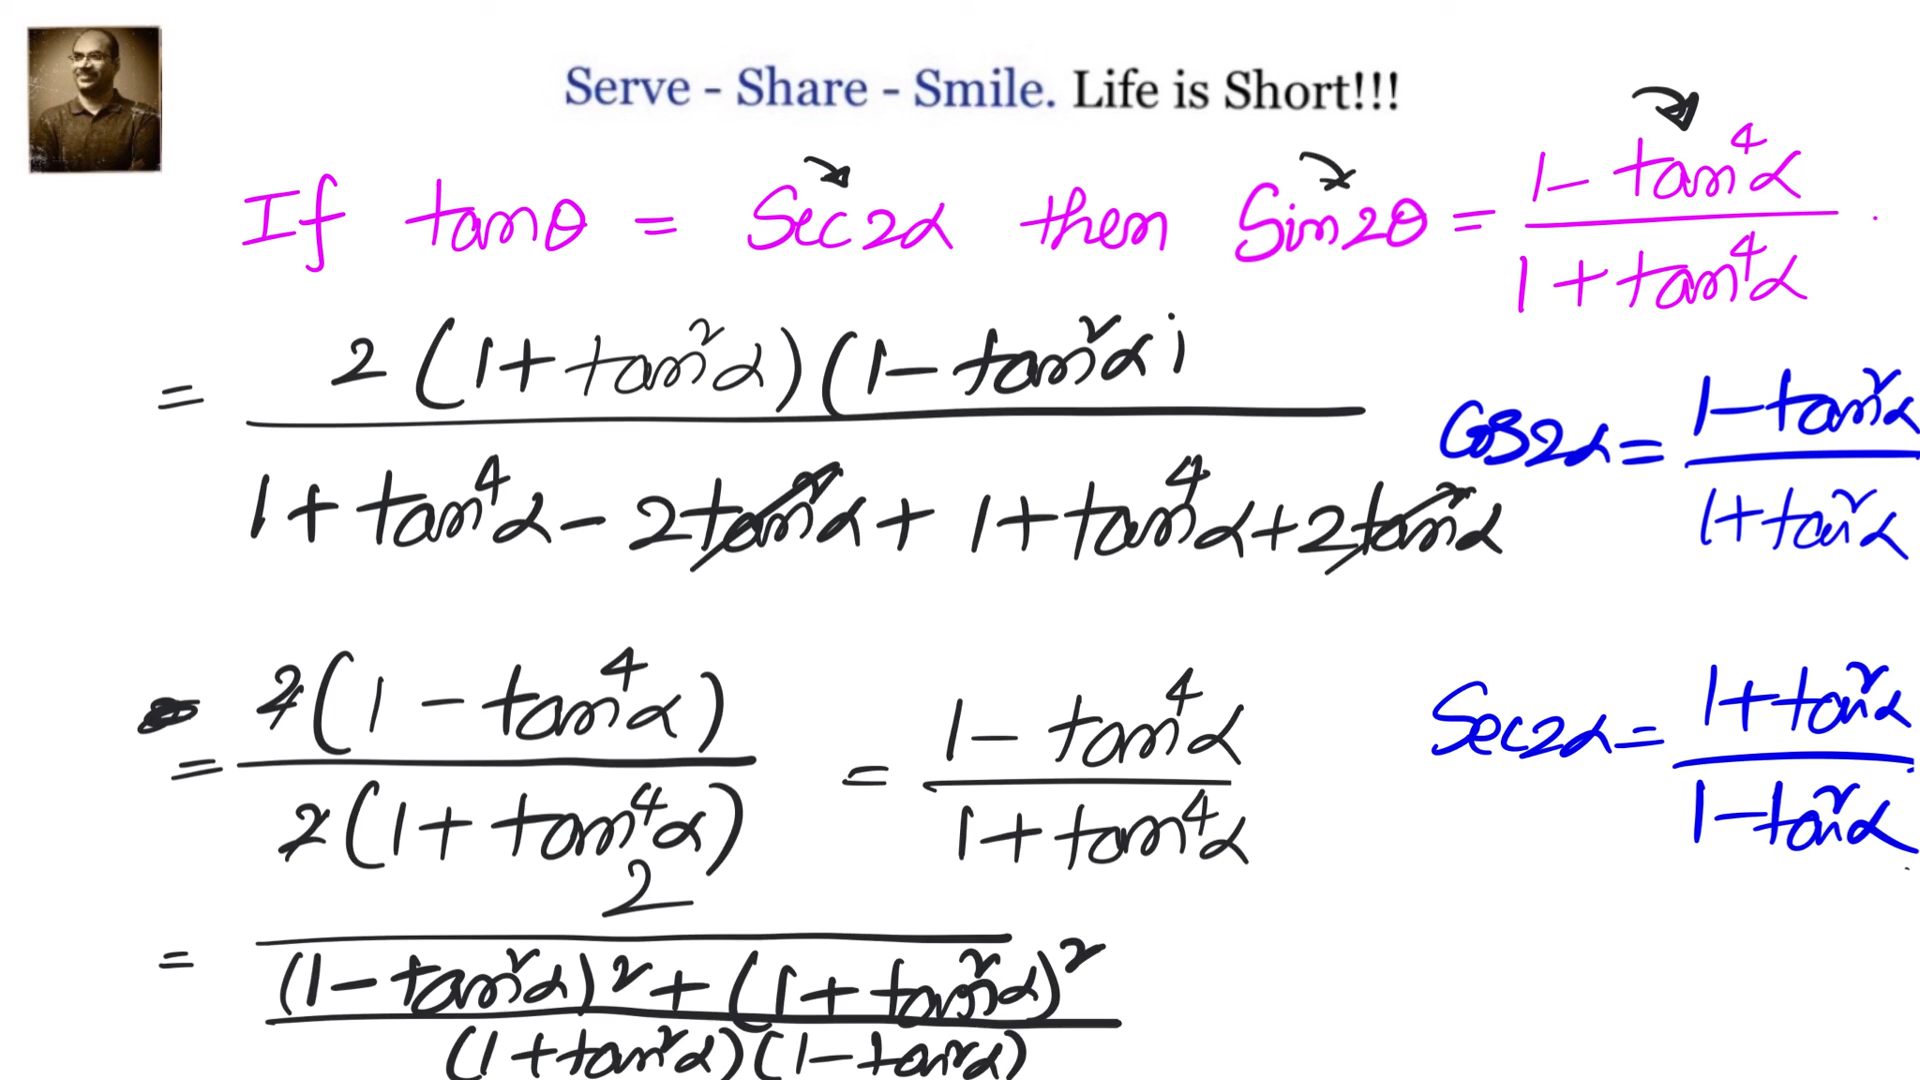 Serve - Share - Smile. Life is Short!!!
If tanθ = Sec2α then Sin2θ = (1 - tan⁴α)/(1 + tan⁴α) .
= 2(1 + tan²α)(1 - tan²α) / (1 + tan⁴α - 2tan²α + 1 + tan⁴α + 2tan²α)
Cos2α = (1 - tan²α)/(1 + tan²α)
= 2(1 - tan⁴α) / 2(1 + tan⁴α) = (1 - tan⁴α)/(1 + tan⁴α)
Sec2α = (1 + tan²α)/(1 - tan²α)
= 2 / (((1 - tan²α)² + (1 + tan²α)²) / ((1 + tan²α)(1 - tan²α)))